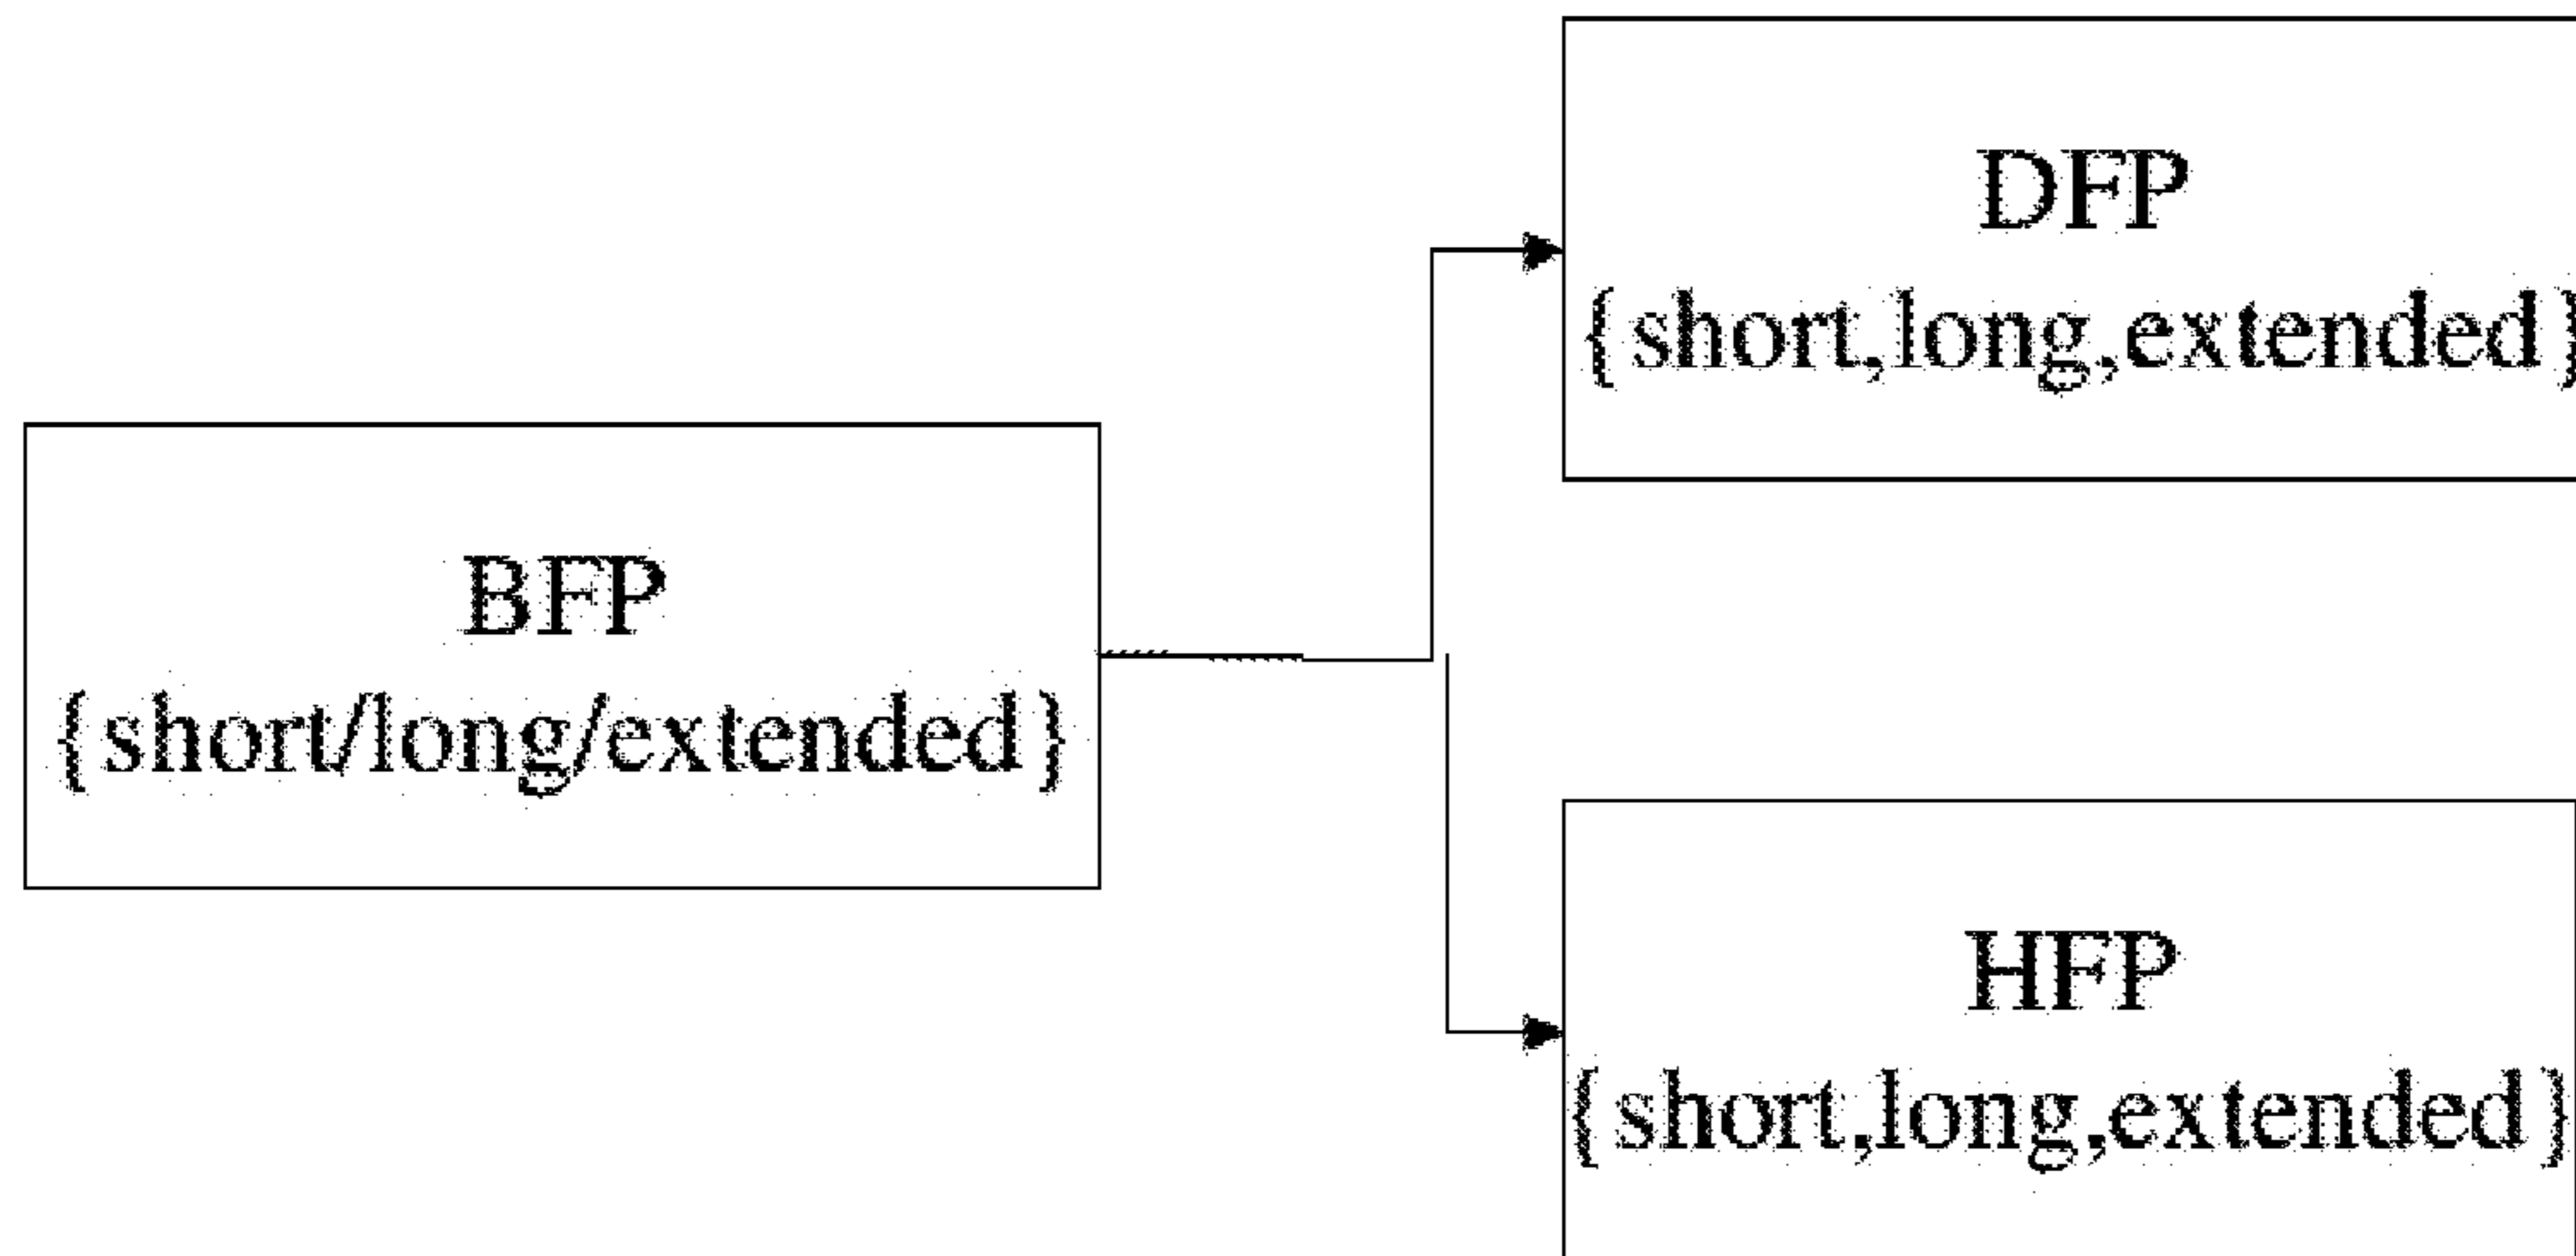 DFP
{short,long,extended}
BFP
{short/long/extended}
HFP
{short,long,extended}